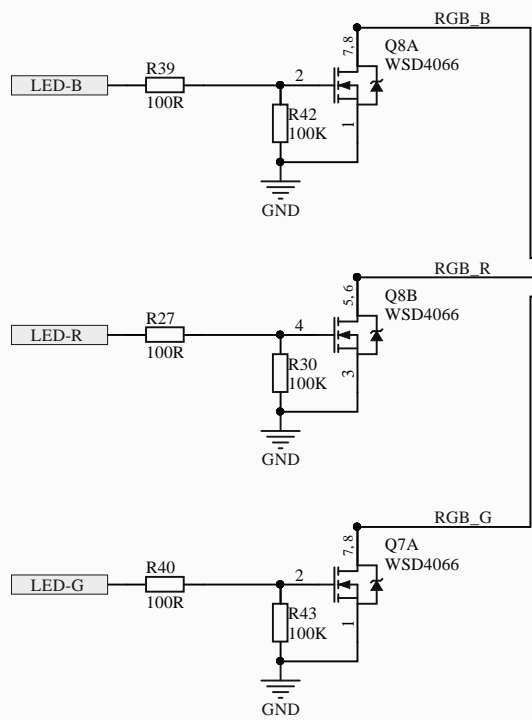 RGB_B
7, 8
Q8A
WSD4066
R39
2
LED-B
100R
R42
100K
1
GND
RGB_R
5, 6
Q8B
WSD4066
R27
4
LED-R
100R
R30
100K
3
GND
RGB_G
7, 8
Q7A
WSD4066
R40
2
LED-G
100R
R43
100K
1
GND